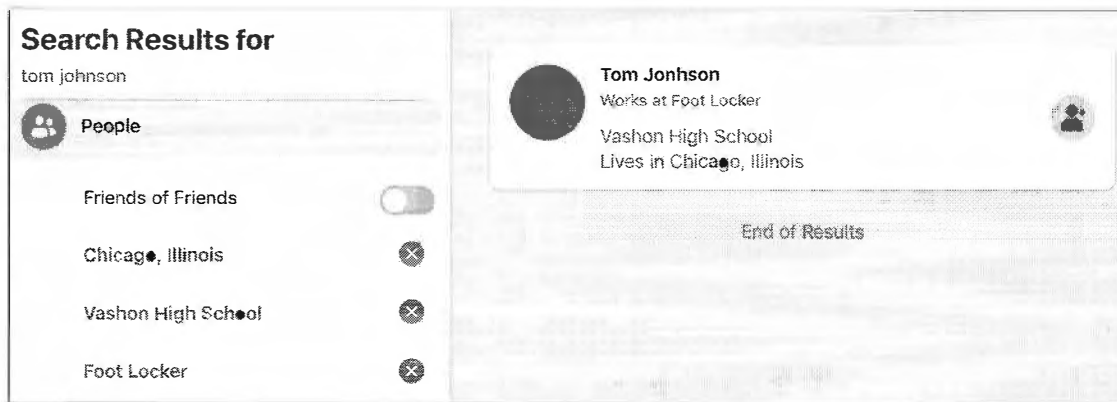 Search Results for
tom johnson
People
Friends of Friends
Chicago, Illinois
Vashon High School
Foot Locker
Tom Jonhson
Works at Foot Locker
Vashon High School
Lives in Chicago, Illinois
End of Results